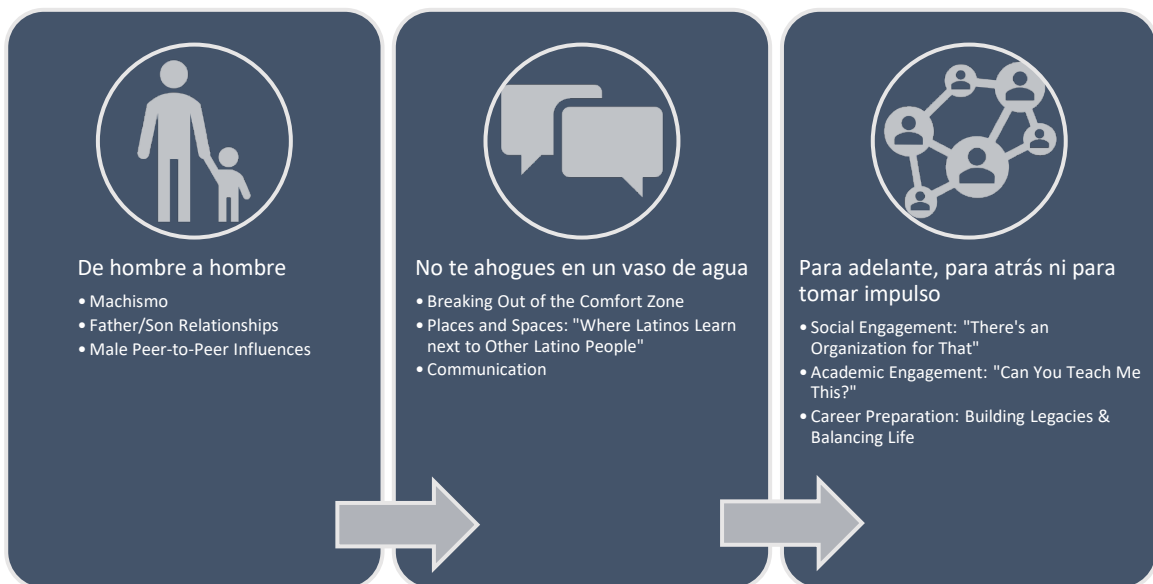 De hombre a hombre
• Machismo
• Father/Son Relationships
• Male Peer-to-Peer Influences
No te ahogues en un vaso de agua
• Breaking Out of the Comfort Zone
• Places and Spaces: "Where Latinos Learn
next to Other Latino People"
• Communication
Para adelante, para atrás ni para
tomar impulso
• Social Engagement: "There's an
Organization for That"
• Academic Engagement: "Can You Teach Me
This?"
• Career Preparation: Building Legacies &
Balancing Life